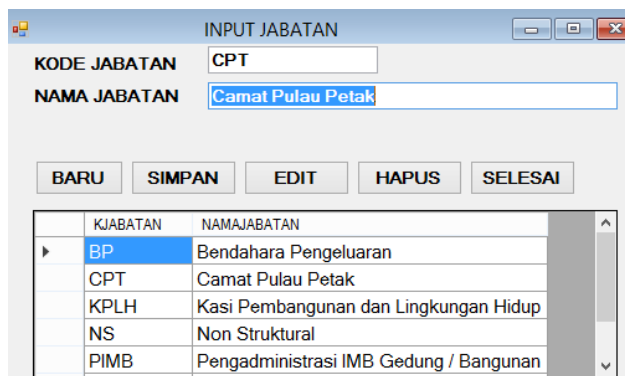 INPUT JABATAN
KODE JABATAN CPT
NAMA JABATAN Camat Pulau Petak
BARU SIMPAN EDIT HAPUS SELESAI
KJABATAN NAMAJABATAN
BP Bendahara Pengeluaran
CPT Camat Pulau Petak
KPLH Kasi Pembangunan dan Lingkungan Hidup
NS Non Struktural
PIMB Pengadministrasi IMB Gedung / Bangunan